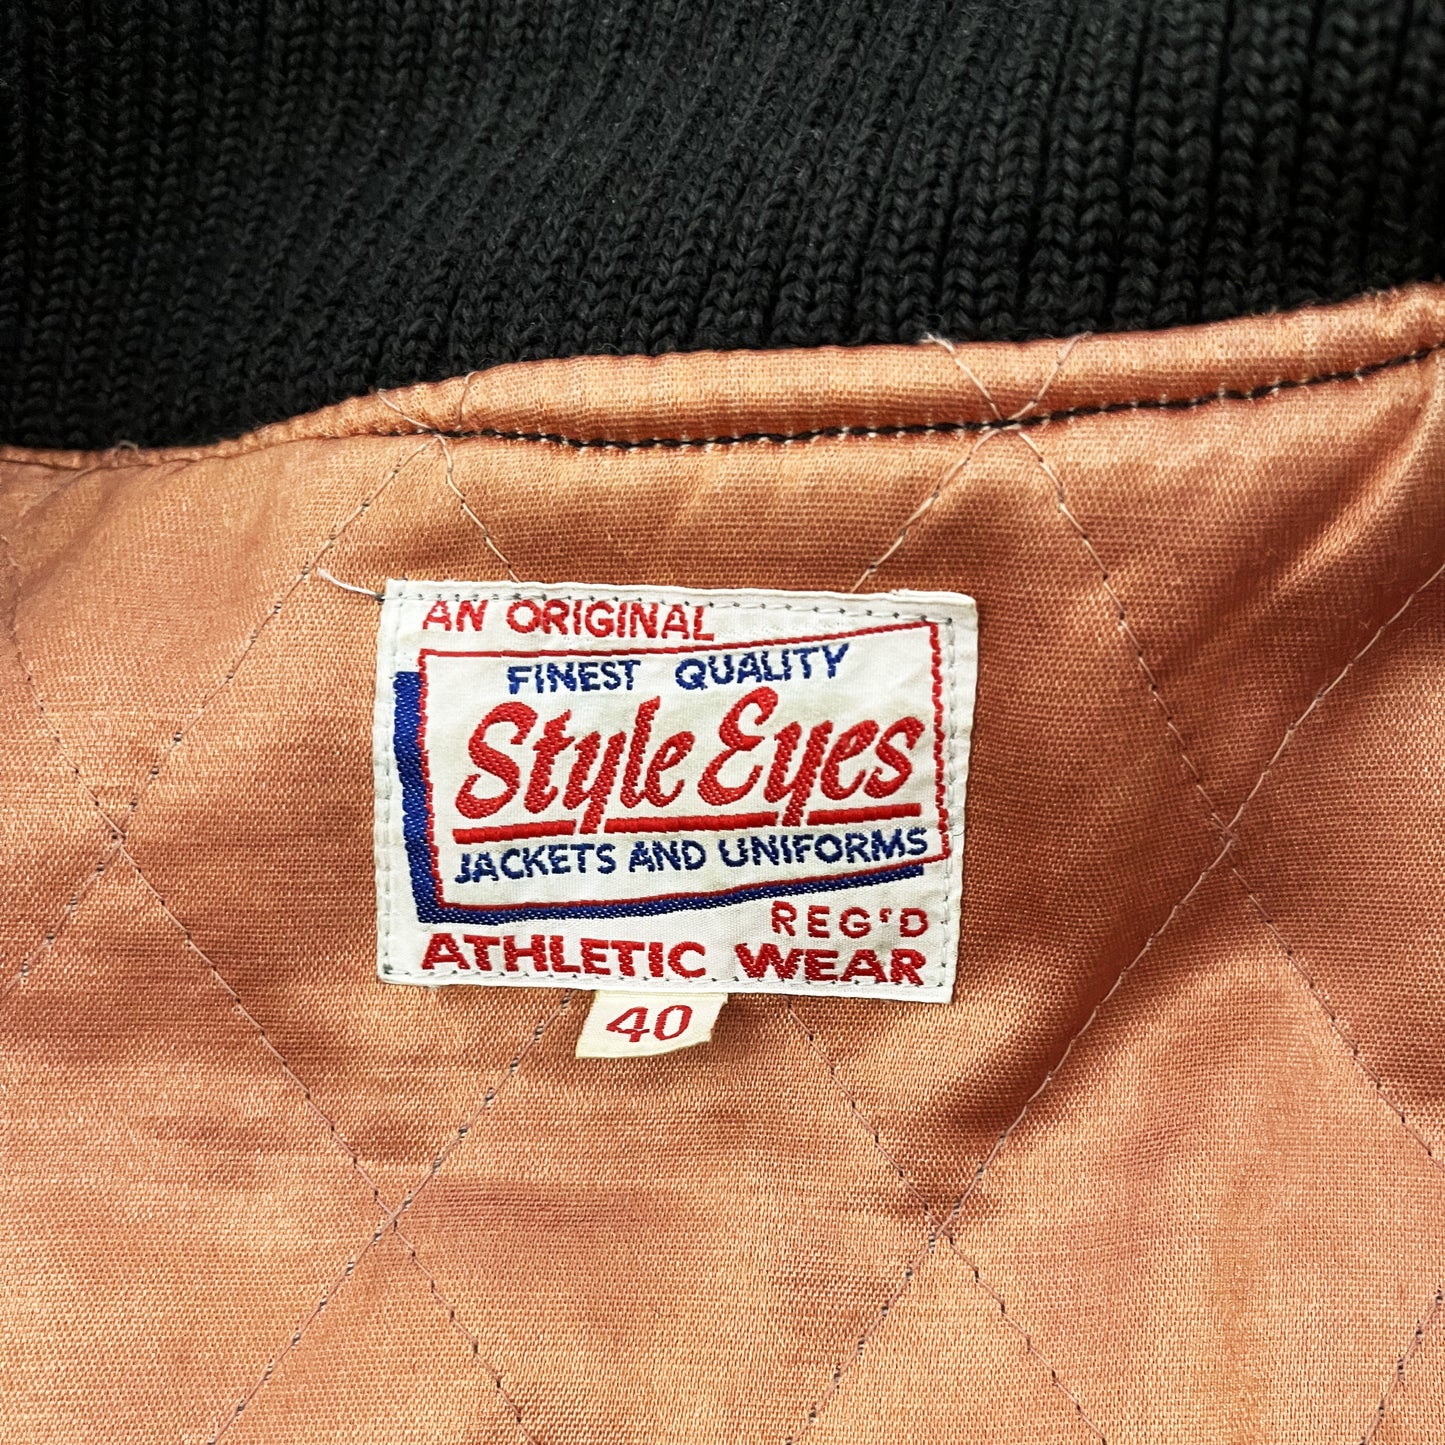 AN ORIGINAL
FINEST QUALITY
Style Eyes
JACKETS AND UNIFORMS
REG'D
ATHLETIC WEAR
40